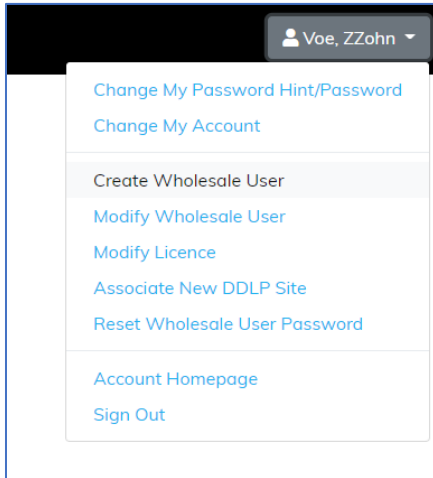 Voe, ZZohn
Change My Password Hint/Password
Change My Account
Create Wholesale User
Modify Wholesale User
Modify Licence
Associate New DDLP Site
Reset Wholesale User Password
Account Homepage
Sign Out